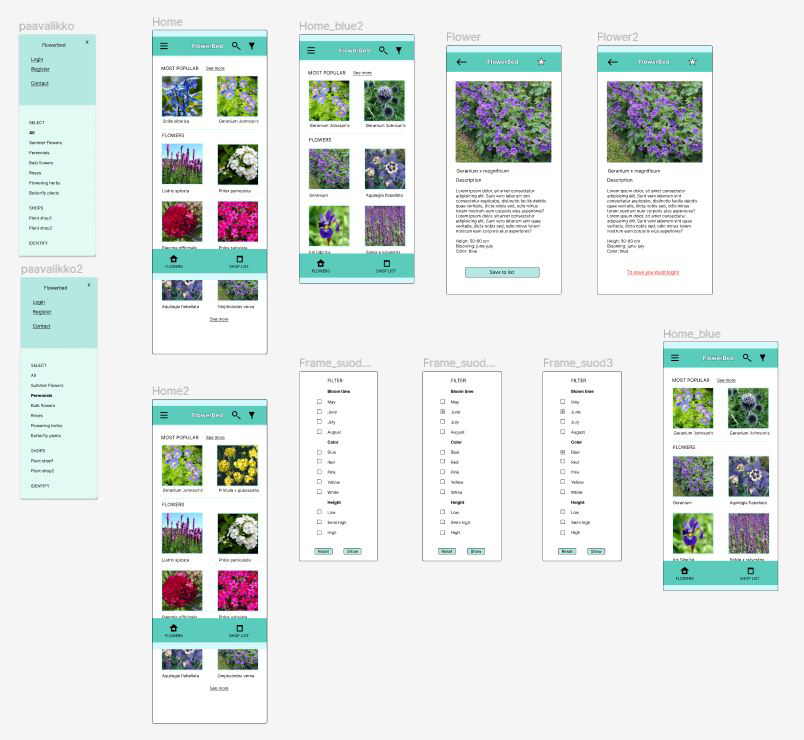 paavalikko
Flowerbed
X
Login
Register
Contact
SELECT
All
Summer Flowers
Perennials
Bulb flowers
Roses
Flowering herbs
Butterfly plants
SHOPS
Plant shop1
Plant shop2
IDENTIFY
paavalikko2
Flowerbed
X
Login
Register
Contact
SELECT
All
Summer Flowers
Perennials
Bulb flowers
Roses
Flowering herbs
Butterfly plants
SHOPS
Plant shop1
Plant shop2
IDENTIFY
Home
FlowerBed
MOST POPULAR See more
Scilla siberica
Geranium Johnson's
FLOWERS
Liatris spicata
Phlox paniculata
Paeonia officinalis
Phlox subulata
FLOWERS
SHOP LIST
Aquilegia flabellata
Omphalodes verna
See more
Home2
FlowerBed
MOST POPULAR See more
Geranium Johnson's
Primula x pubescens
FLOWERS
Liatris spicata
Phlox paniculata
Paeonia officinalis
Phlox subulata
FLOWERS
SHOP LIST
Aquilegia flabellata
Omphalodes verna
See more
Home_blue2
FlowerBed
MOST POPULAR See more
Geranium Johnson's
Geranium Johnson's
FLOWERS
Geranium
Aquilegia flabellata
Iris Sibirica
Salvia x sylvestris
FLOWERS
SHOP LIST
Flower
FlowerBed
Geranium x magnificum
Description
Lorem ipsum dolor, sit amet consectetur
adipisicing elit. Sunt vero laborum sint
consectetur explicabo, distinctio facilis debitis
quae veritatis, dicta nobis sed, odio minus
totam nostrum eum corporis eius asperiores?
Lorem ipsum dolor, sit amet consectetur
adipisicing elit. Sunt vero laborum sint
quae veritatis, dicta nobis sed, odio minus
totam nostrum eum corporis eius asperiores?
Heigh: 50-60 cm
Blooming: june-july
Color: blue
Save to list
Flower2
FlowerBed
Geranium x magnificum
Description
Lorem ipsum dolor, sit amet consectetur
adipisicing elit. Sunt vero laborum sint
consectetur explicabo, distinctio facilis debitis
quae veritatis, dicta nobis sed, odio minus
totam nostrum eum corporis eius asperiores?
Lorem ipsum dolor, sit amet consectetur
adipisicing elit. Sunt vero laborum sint
quae veritatis, dicta nobis sed, odio minus
totam nostrum eum corporis eius asperiores?
Heigh: 50-60 cm
Blooming: june-july
Color: blue
To save you must login
Frame_suod...
FILTER
Bloom time
May
June
July
August
Color
Blue
Red
Pink
Yellow
White
Height
Low
Semi high
High
Reset
Show
Frame_suod...
FILTER
Bloom time
May
June
July
August
Color
Blue
Red
Pink
Yellow
White
Height
Low
Semi high
High
Reset
Show
Frame_suod3
FILTER
Bloom time
May
June
July
August
Color
Blue
Red
Pink
Yellow
White
Height
Low
Semi high
High
Reset
Show
Home_blue
FlowerBed
MOST POPULAR See more
Geranium Johnson's
Geranium Johnson's
FLOWERS
Geranium
Aquilegia flabellata
Iris Sibirica
Salvia x sylvestris
FLOWERS
SHOP LIST